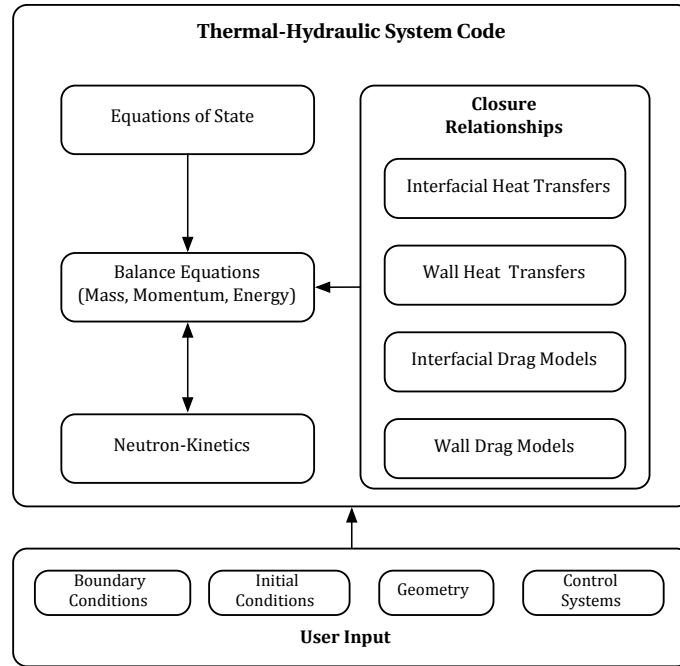 Thermal-Hydraulic System Code
Equations of State
Balance Equations
(Mass, Momentum, Energy)
Neutron-Kinetics
Closure
Relationships
Interfacial Heat Transfers
Wall Heat Transfers
Interfacial Drag Models
Wall Drag Models
Boundary
Conditions
Initial
Conditions
Geometry
Control
Systems
User Input